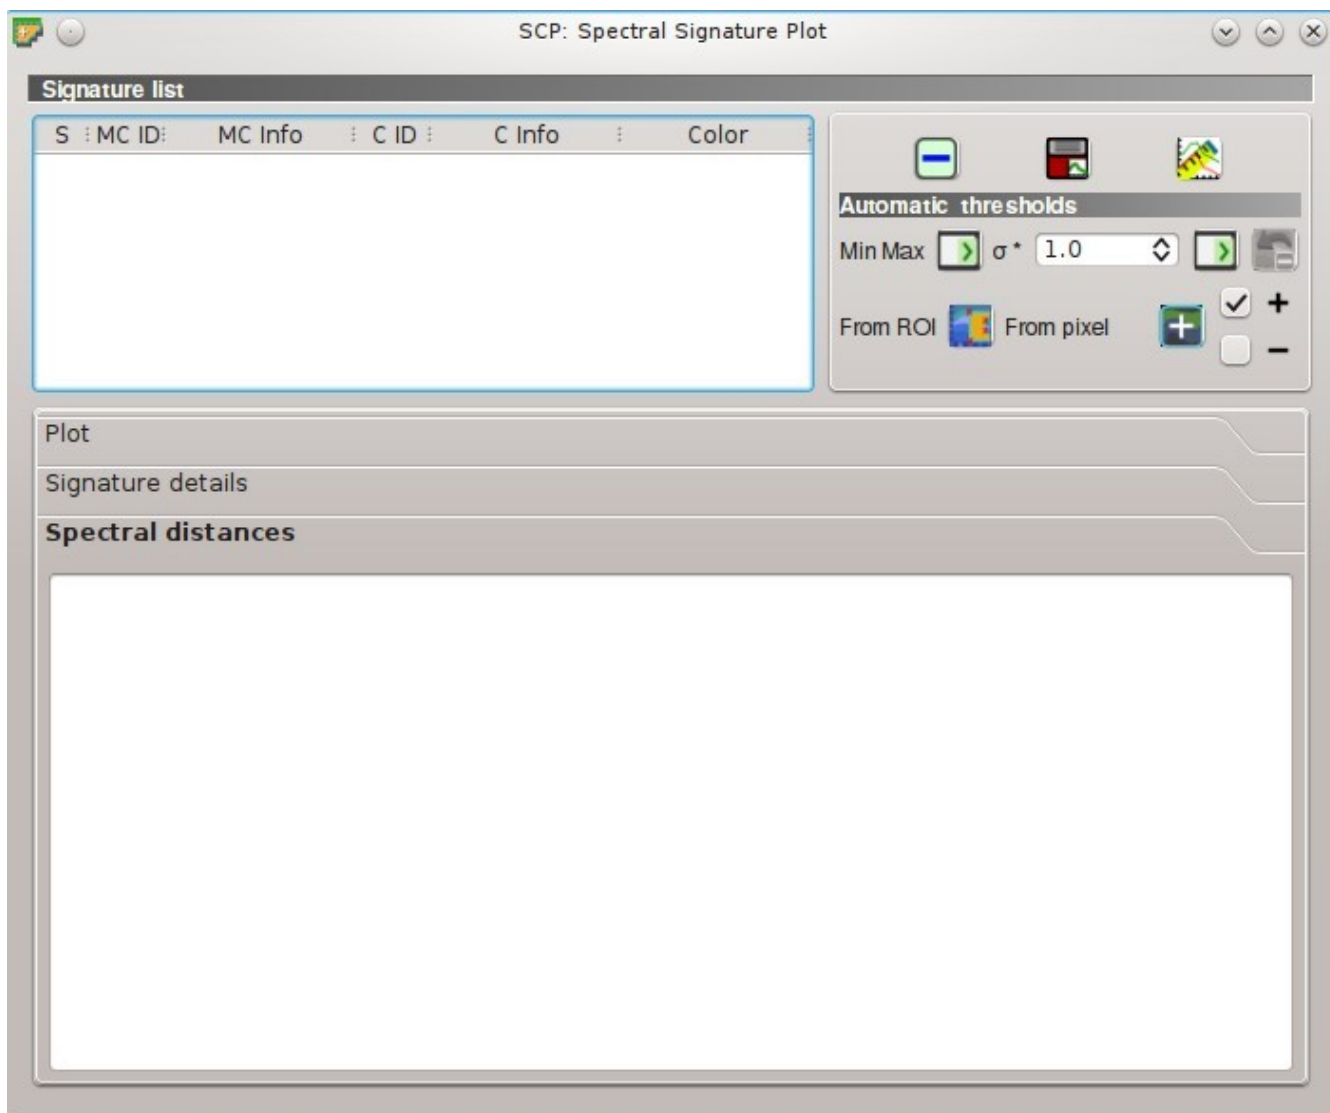 SCP: Spectral Signature Plot
Signature list
S MC ID MC Info C ID C Info Color
Automatic thresholds
Min Max σ * 1.0
From ROI From pixel + −
Plot
Signature details
Spectral distances